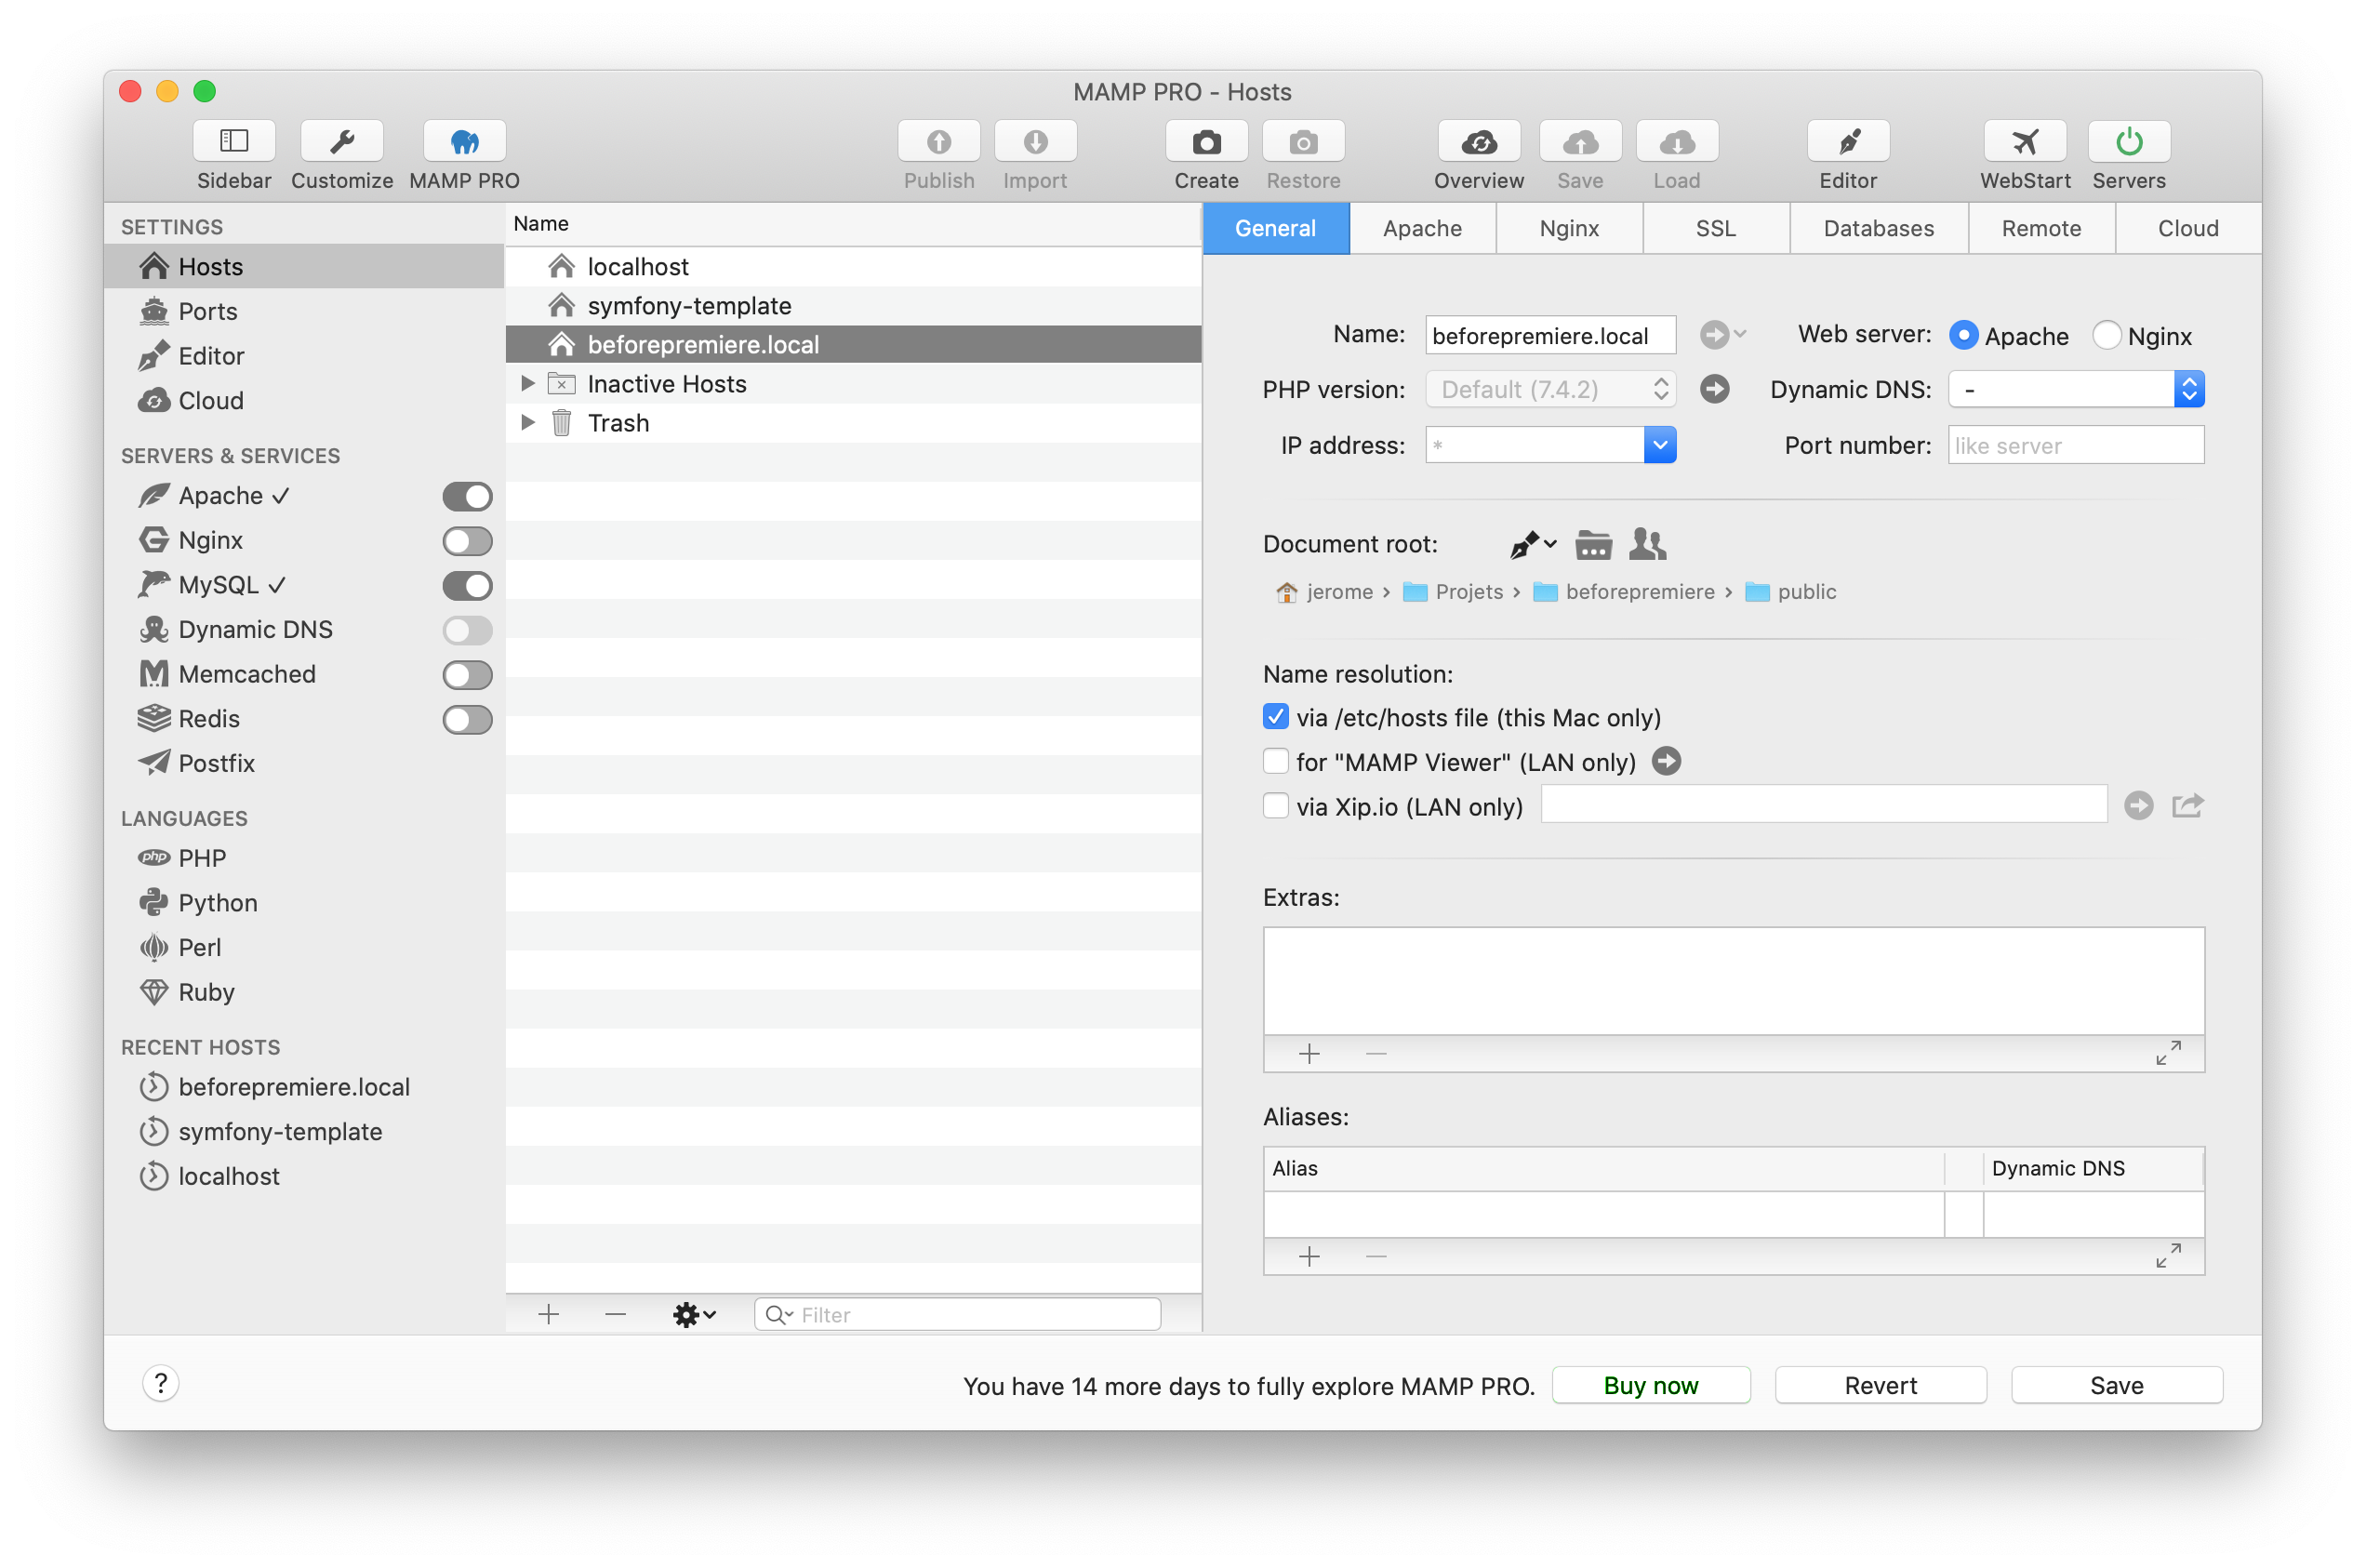 MAMP PRO - Hosts
Sidebar Customize MAMP PRO Publish Import Create Restore Overview Save Load Editor WebStart Servers
SETTINGS
Hosts
Ports
Editor
Cloud
SERVERS & SERVICES
Apache ✓
Nginx
MySQL ✓
Dynamic DNS
Memcached
Redis
Postfix
LANGUAGES
php PHP
Python
Perl
Ruby
RECENT HOSTS
beforepremiere.local
symfony-template
localhost
Name
localhost
symfony-template
beforepremiere.local
Inactive Hosts
Trash
Filter
General Apache Nginx SSL Databases Remote Cloud
Name: beforepremiere.local Web server: Apache Nginx
PHP version: Default (7.4.2) Dynamic DNS: -
IP address: * Port number: like server
Document root:
jerome › Projets › beforepremiere › public
Name resolution:
via /etc/hosts file (this Mac only)
for "MAMP Viewer" (LAN only)
via Xip.io (LAN only)
Extras:
Aliases:
Alias Dynamic DNS
? You have 14 more days to fully explore MAMP PRO. Buy now Revert Save